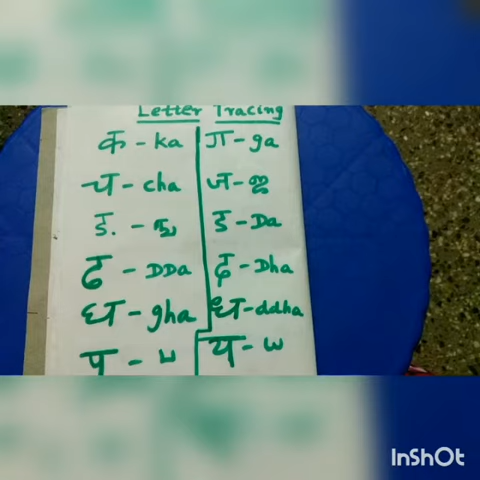 Letter Tracing
क - ka ग - ga
च - cha ज - ஜ
ङ. - ஙு ड - Da
ढ - DDa ढ़ - Dha
घ - gha ध - ddha
प - ப य - ய
InShOt